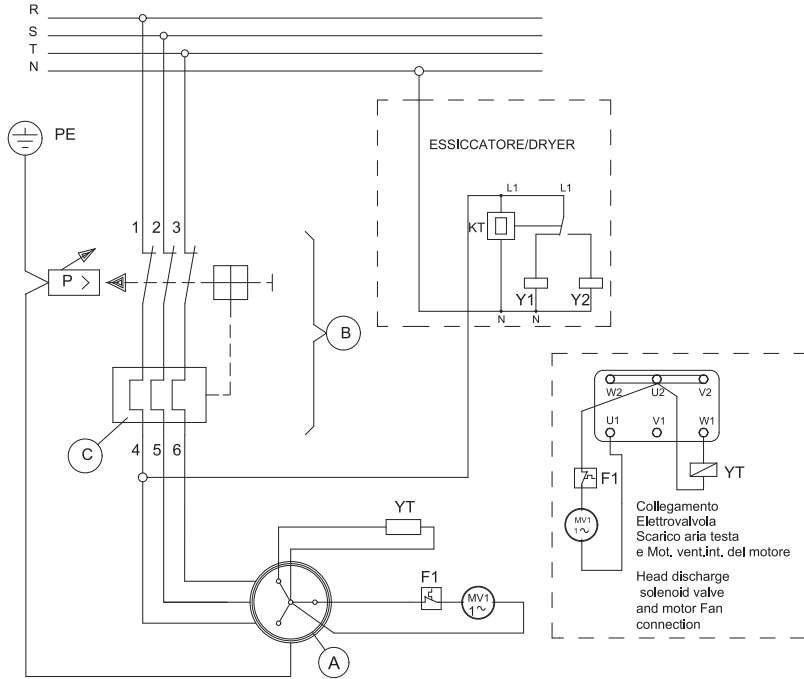 R
S
T
N
PE
ESSICCATORE/DRYER
L1 L1
KT
Y1 Y2
N N
1 2 3
P >
B
C
4 5 6
YT
F1
MV1
1~
A
W2 U2 V2
U1 V1 W1
F1
YT
MV1
1~
Collegamento
Elettrovalvola
Scarico aria testa
e Mot. vent.int. del motore
Head discharge
solenoid valve
and motor Fan
connection